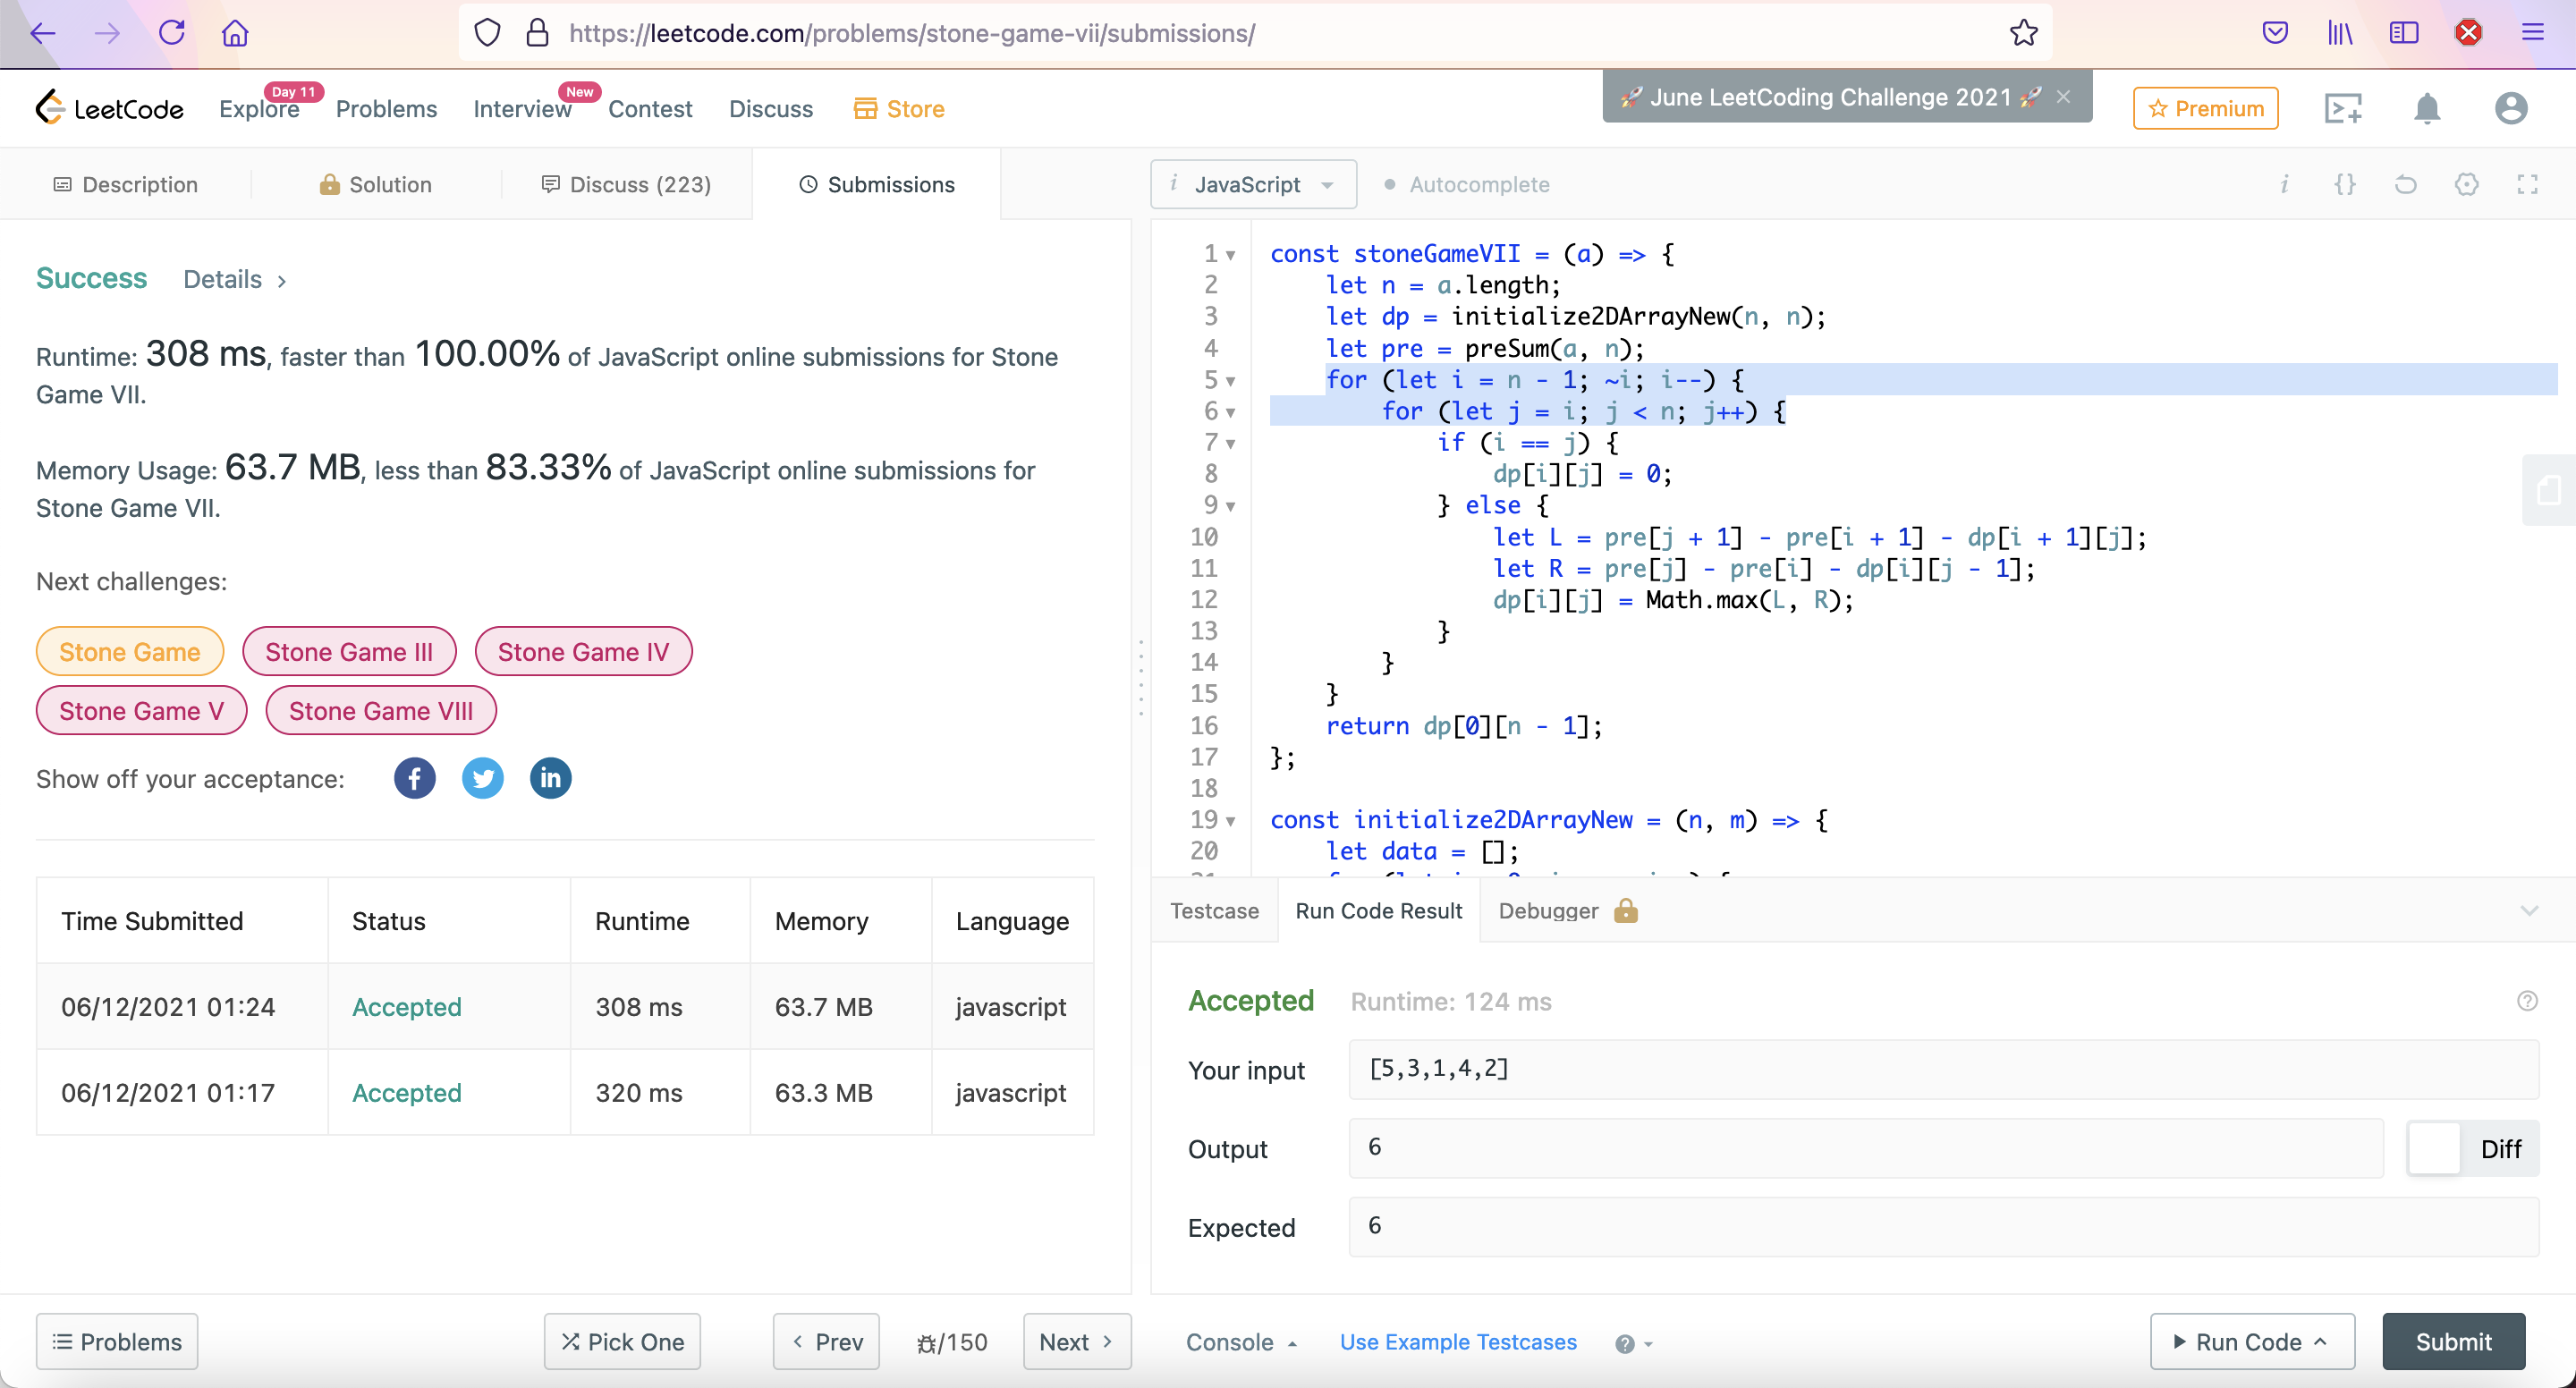 https://leetcode.com/problems/stone-game-vii/submissions/
LeetCode
Explore
Day 11
Problems
Interview
New
Contest
Discuss
Store
🚀 June LeetCoding Challenge 2021 🚀 ×
Premium
Description
Solution
Discuss (223)
Submissions
i JavaScript
Autocomplete
i {}
Success Details >
Runtime: 308 ms, faster than 100.00% of JavaScript online submissions for Stone
Game VII.
Memory Usage: 63.7 MB, less than 83.33% of JavaScript online submissions for
Stone Game VII.
Next challenges:
Stone Game Stone Game III Stone Game IV
Stone Game V Stone Game VIII
Show off your acceptance:
Time Submitted Status Runtime Memory Language
06/12/2021 01:24 Accepted 308 ms 63.7 MB javascript
06/12/2021 01:17 Accepted 320 ms 63.3 MB javascript
1 const stoneGameVII = (a) => {
2 let n = a.length;
3 let dp = initialize2DArrayNew(n, n);
4 let pre = preSum(a, n);
5 for (let i = n - 1; ~i; i--) {
6 for (let j = i; j < n; j++) {
7 if (i == j) {
8 dp[i][j] = 0;
9 } else {
10 let L = pre[j + 1] - pre[i + 1] - dp[i + 1][j];
11 let R = pre[j] - pre[i] - dp[i][j - 1];
12 dp[i][j] = Math.max(L, R);
13 }
14 }
15 }
16 return dp[0][n - 1];
17 };
18
19 const initialize2DArrayNew = (n, m) => {
20 let data = [];
Testcase Run Code Result Debugger
Accepted Runtime: 124 ms
Your input [5,3,1,4,2]
Output 6 Diff
Expected 6
Problems Pick One < Prev /150 Next > Console Use Example Testcases Run Code Submit